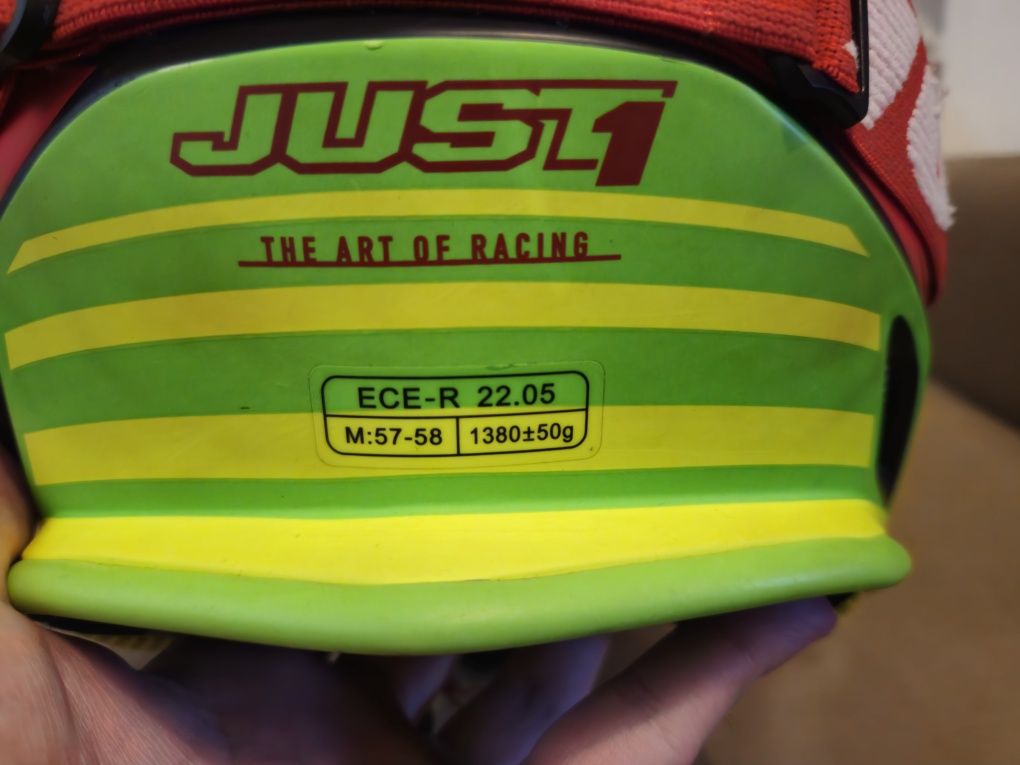 JUST1
THE ART OF RACING
ECE-R 22.05
M:57-58 1380±50g